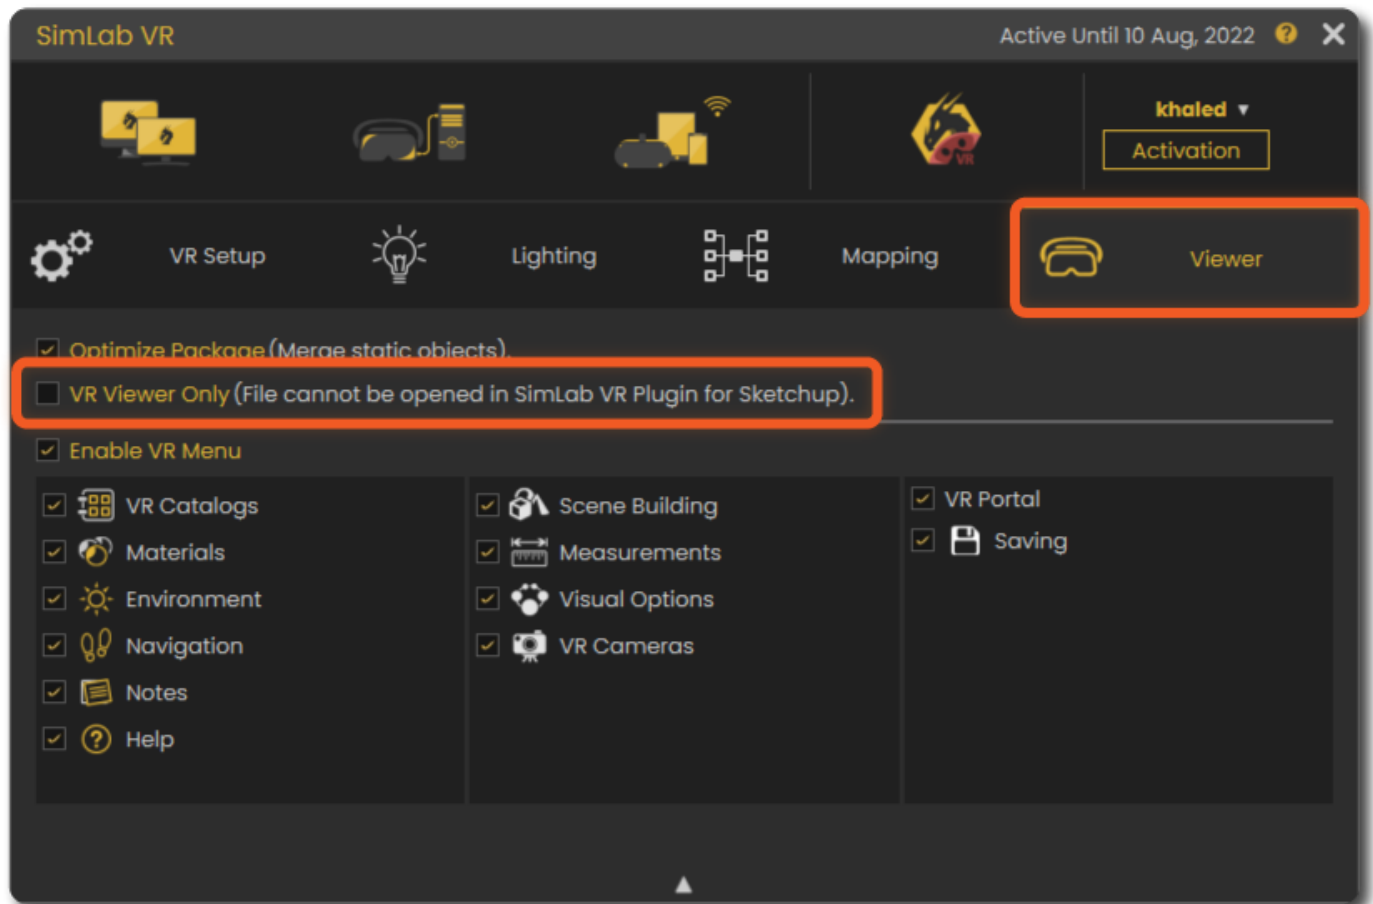 SimLab VR
Active Until 10 Aug, 2022 ?
khaled
VR
Activation
VR Setup
Lighting
Mapping
Viewer
Optimize Package (Merge static objects).
VR Viewer Only (File cannot be opened in SimLab VR Plugin for Sketchup).
Enable VR Menu
VR Catalogs
Materials
Environment
Navigation
Notes
? Help
Scene Building
Measurements
Visual Options
VR Cameras
VR Portal
Saving